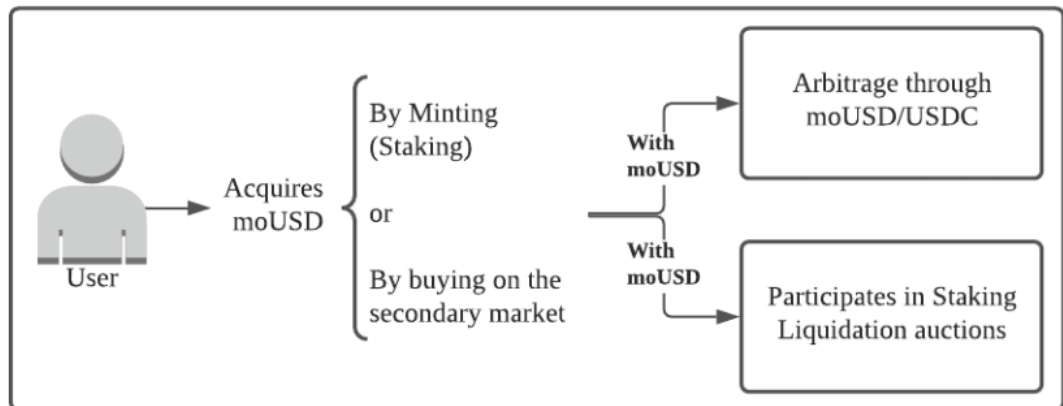 User
Acquires
moUSD
By Minting
(Staking)
or
By buying on the
secondary market
With
moUSD
Arbitrage through
moUSD/USDC
With
moUSD
Participates in Staking
Liquidation auctions